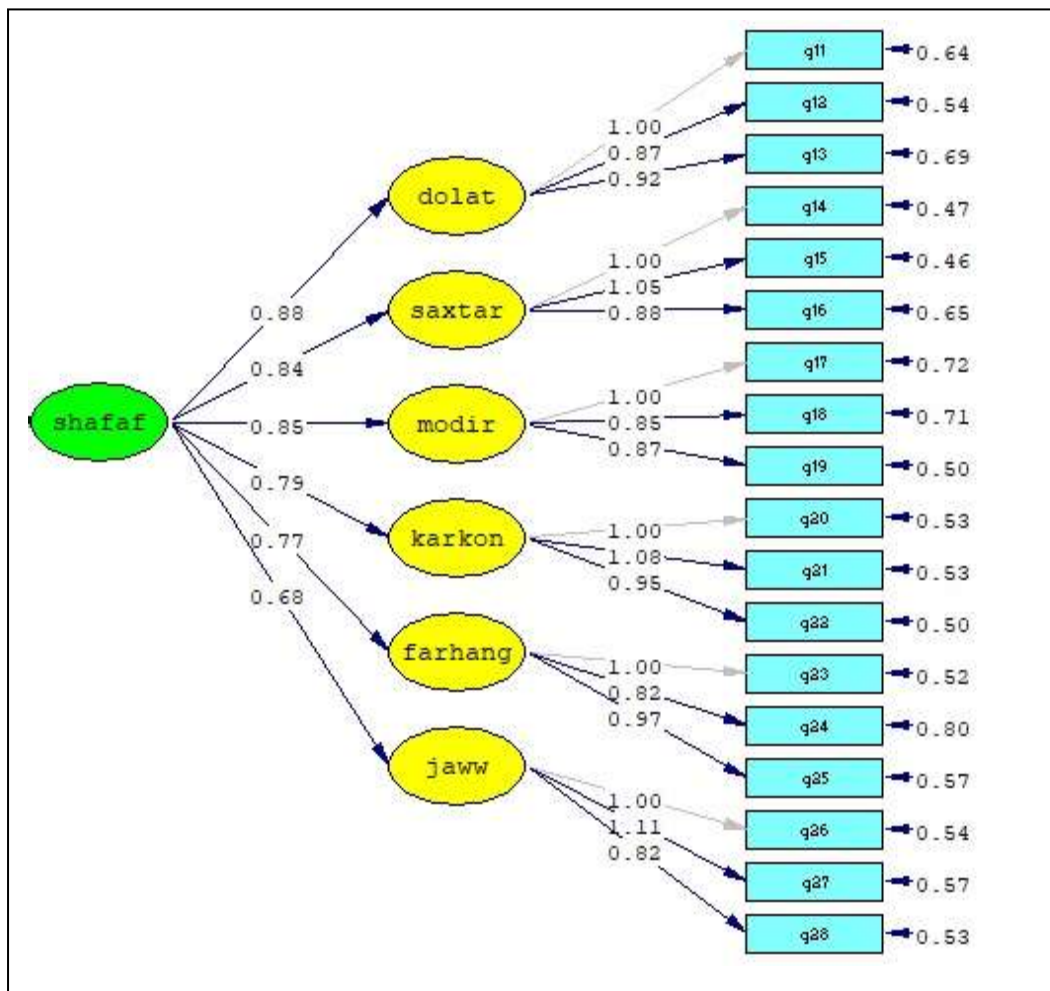 shafaf
0.88
0.84
0.85
0.79
0.77
0.68
dolat
saxtar
modir
karkon
farhang
jaww
1.00
0.87
0.92
1.00
1.05
0.88
1.00
0.85
0.87
1.00
1.08
0.95
1.00
0.82
0.97
1.00
1.11
0.82
q11 0.64
q12 0.54
q13 0.69
q14 0.47
q15 0.46
q16 0.65
q17 0.72
q18 0.71
q19 0.50
q20 0.53
q21 0.53
q22 0.50
q23 0.52
q24 0.80
q25 0.57
q26 0.54
q27 0.57
q28 0.53